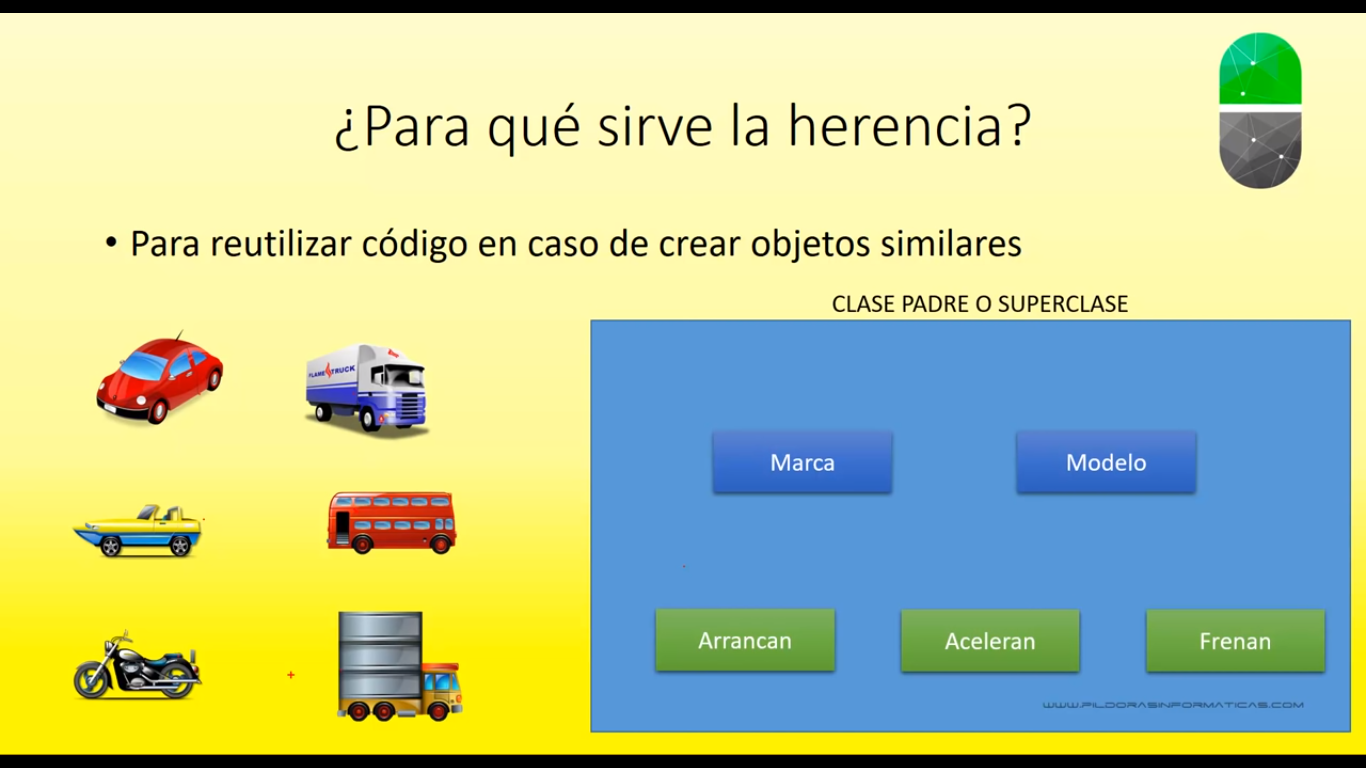 ¿Para qué sirve la herencia?
• Para reutilizar código en caso de crear objetos similares
CLASE PADRE O SUPERCLASE
FLAME TRUCK
Marca
Modelo
Arrancan
Aceleran
Frenan
WWW.PILDORASINFORMATICAS.COM